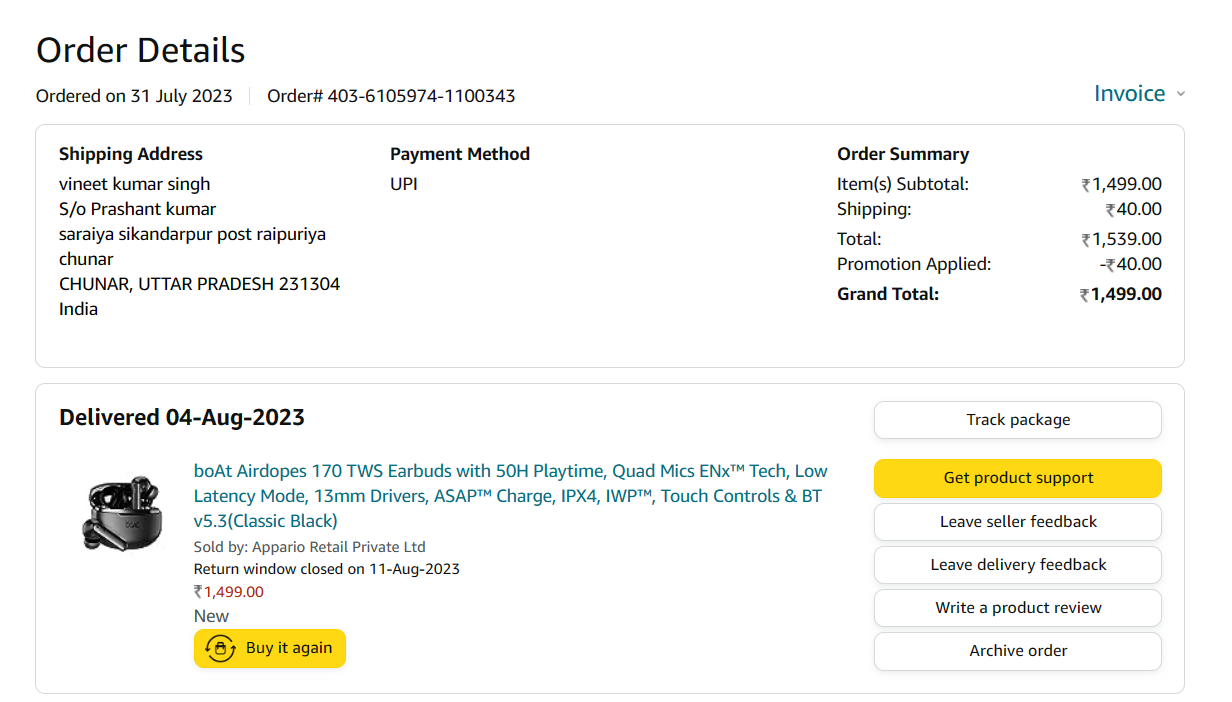 Order Details
Ordered on 31 July 2023 Order# 403-6105974-1100343
Invoice
Shipping Address
vineet kumar singh
S/o Prashant kumar
saraiya sikandarpur post raipuriya
chunar
CHUNAR, UTTAR PRADESH 231304
India
Payment Method
UPI
Order Summary
Item(s) Subtotal: ₹1,499.00
Shipping: ₹40.00
Total: ₹1,539.00
Promotion Applied: -₹40.00
Grand Total: ₹1,499.00
Delivered 04-Aug-2023
boAt Airdopes 170 TWS Earbuds with 50H Playtime, Quad Mics ENx™ Tech, Low
Latency Mode, 13mm Drivers, ASAP™ Charge, IPX4, IWP™, Touch Controls & BT
v5.3(Classic Black)
Sold by: Appario Retail Private Ltd
Return window closed on 11-Aug-2023
₹1,499.00
New
Buy it again
Track package
Get product support
Leave seller feedback
Leave delivery feedback
Write a product review
Archive order